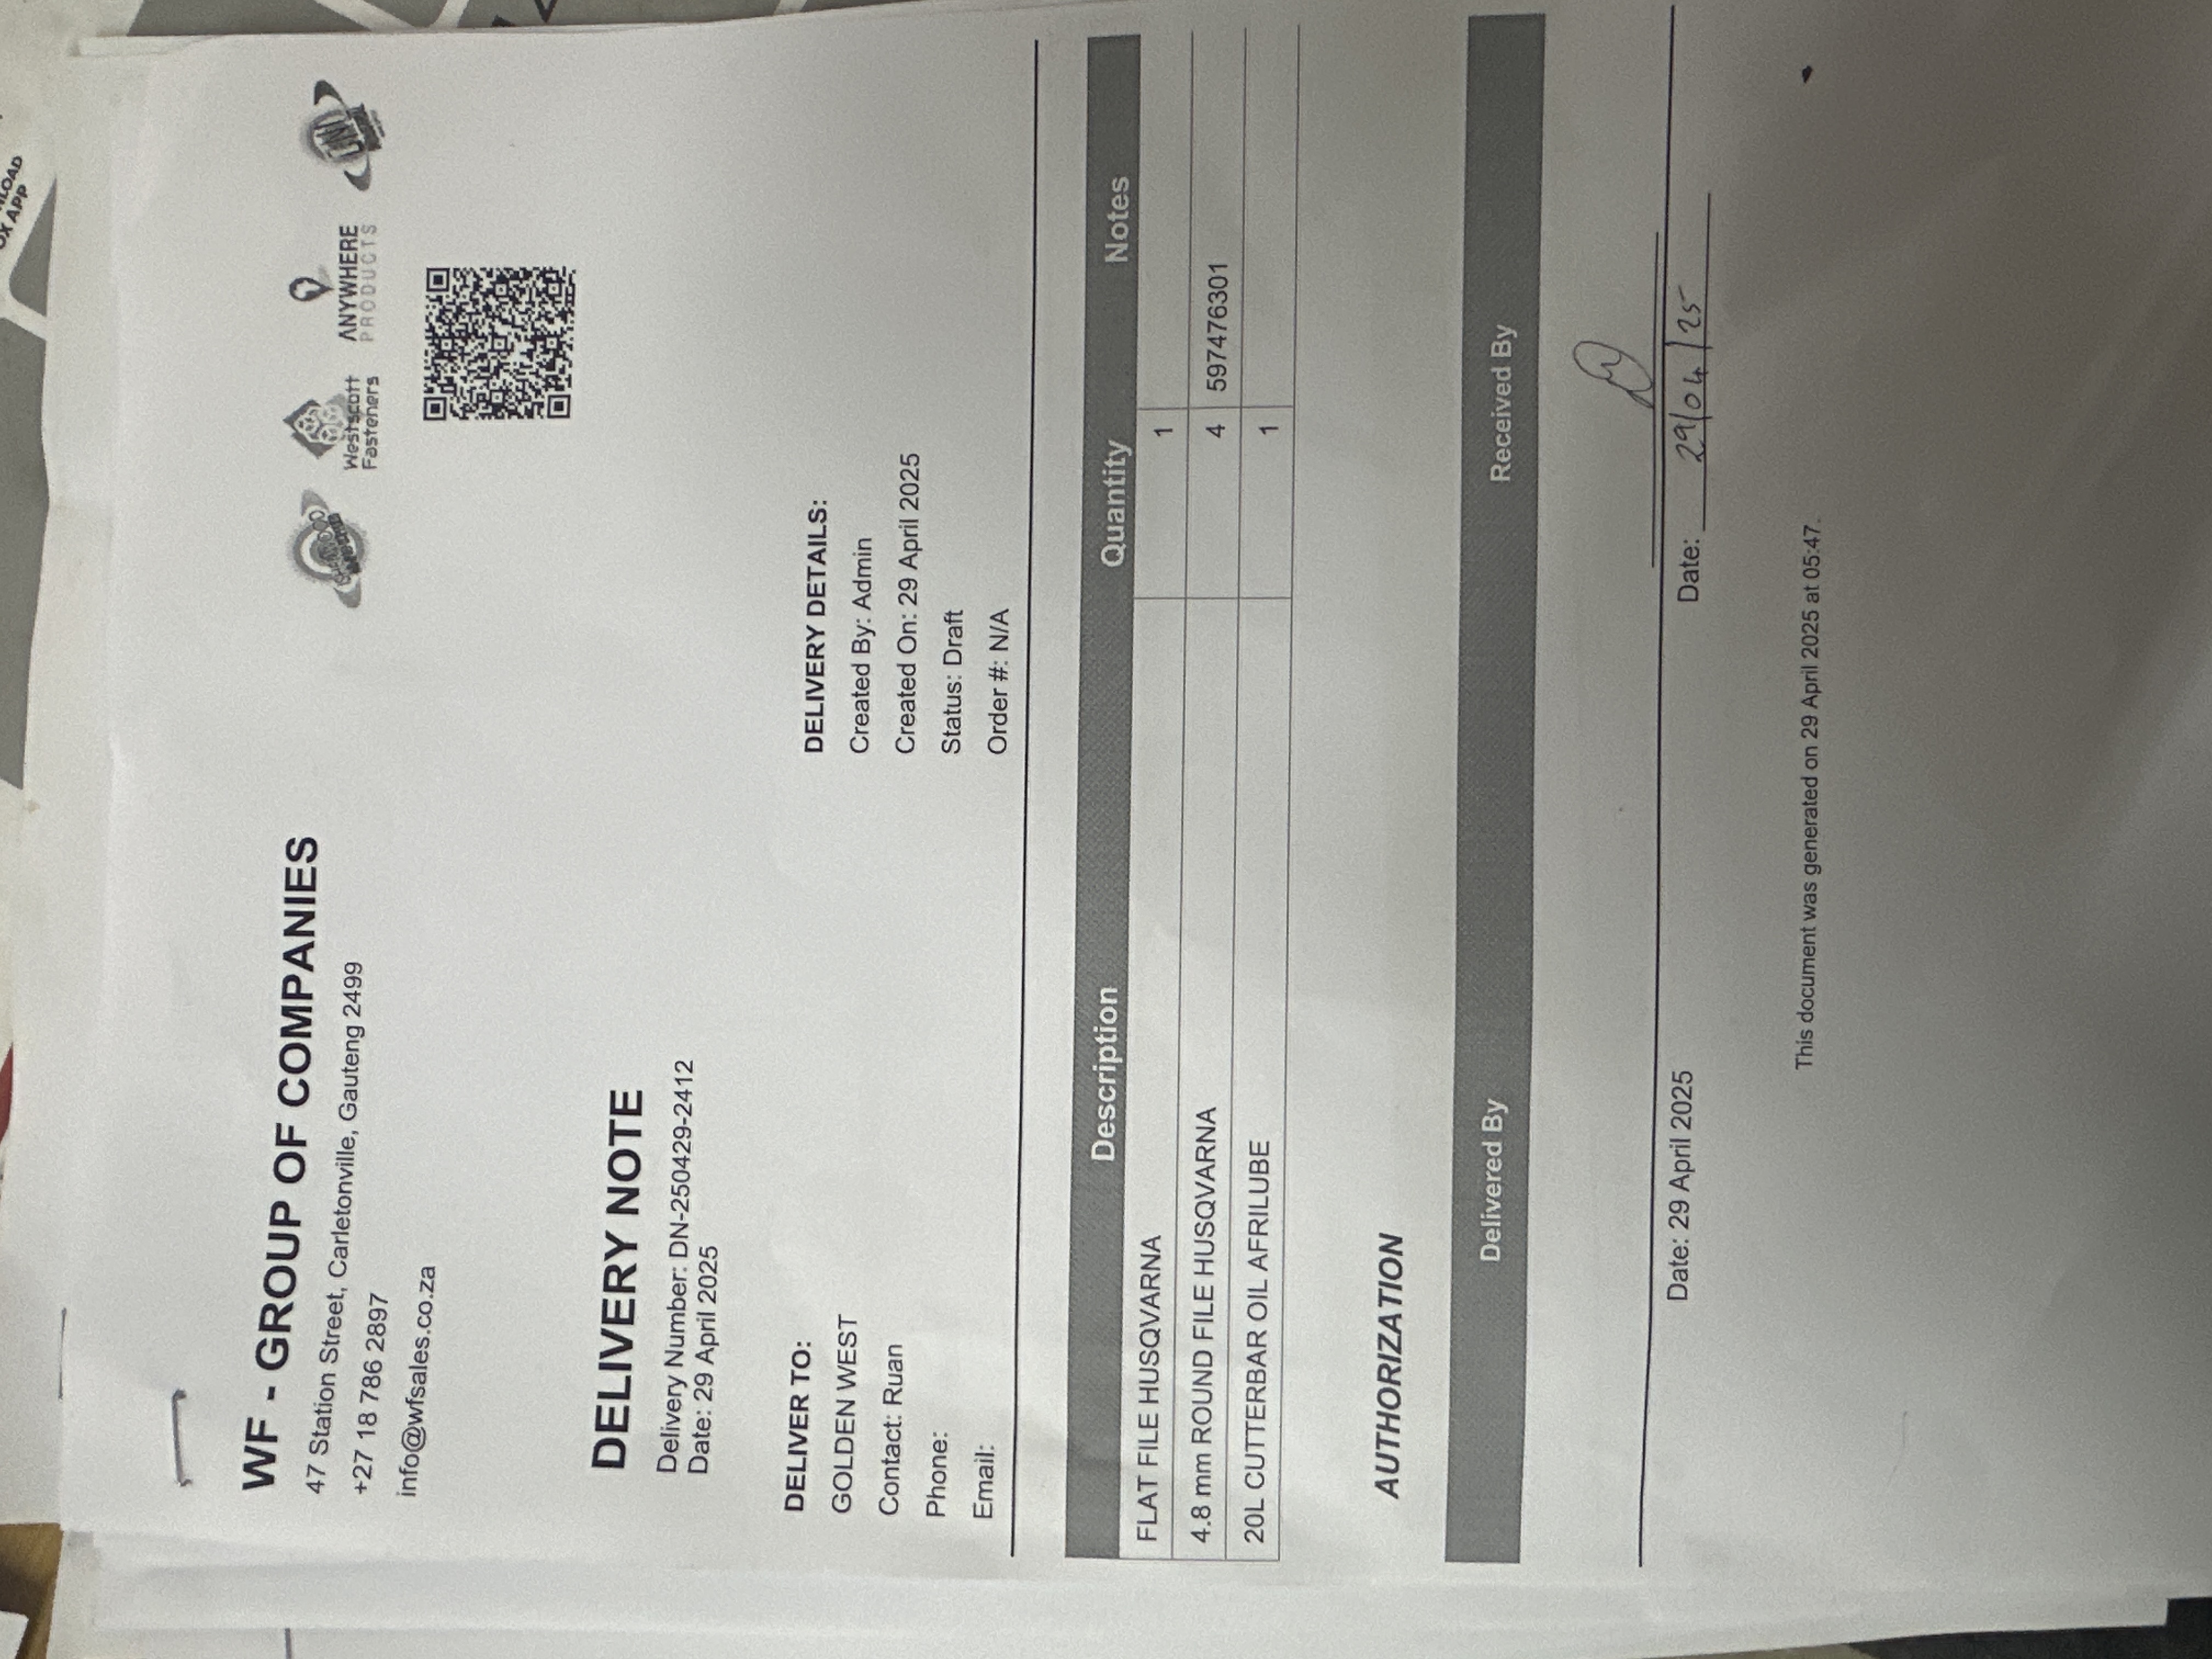 WF - GROUP OF COMPANIES
47 Station Street, Carletonville, Gauteng 2499
+27 18 786 2897
info@wfsales.co.za
Westscott
Fasteners
ANYWHERE
PRODUCTS
DELIVERY NOTE
Delivery Number: DN-250429-2412
Date: 29 April 2025
DELIVER TO:
GOLDEN WEST
Contact: Ruan
Phone:
Email:
DELIVERY DETAILS:
Created By: Admin
Created On: 29 April 2025
Status: Draft
Order #: N/A
Description Quantity Notes
FLAT FILE HUSQVARNA 1
4.8 mm ROUND FILE HUSQVARNA 4 597476301
20L CUTTERBAR OIL AFRILUBE 1
AUTHORIZATION
Delivered By Received By
Date: 29 April 2025
Date: 29/04/25
This document was generated on 29 April 2025 at 05:47.
APP